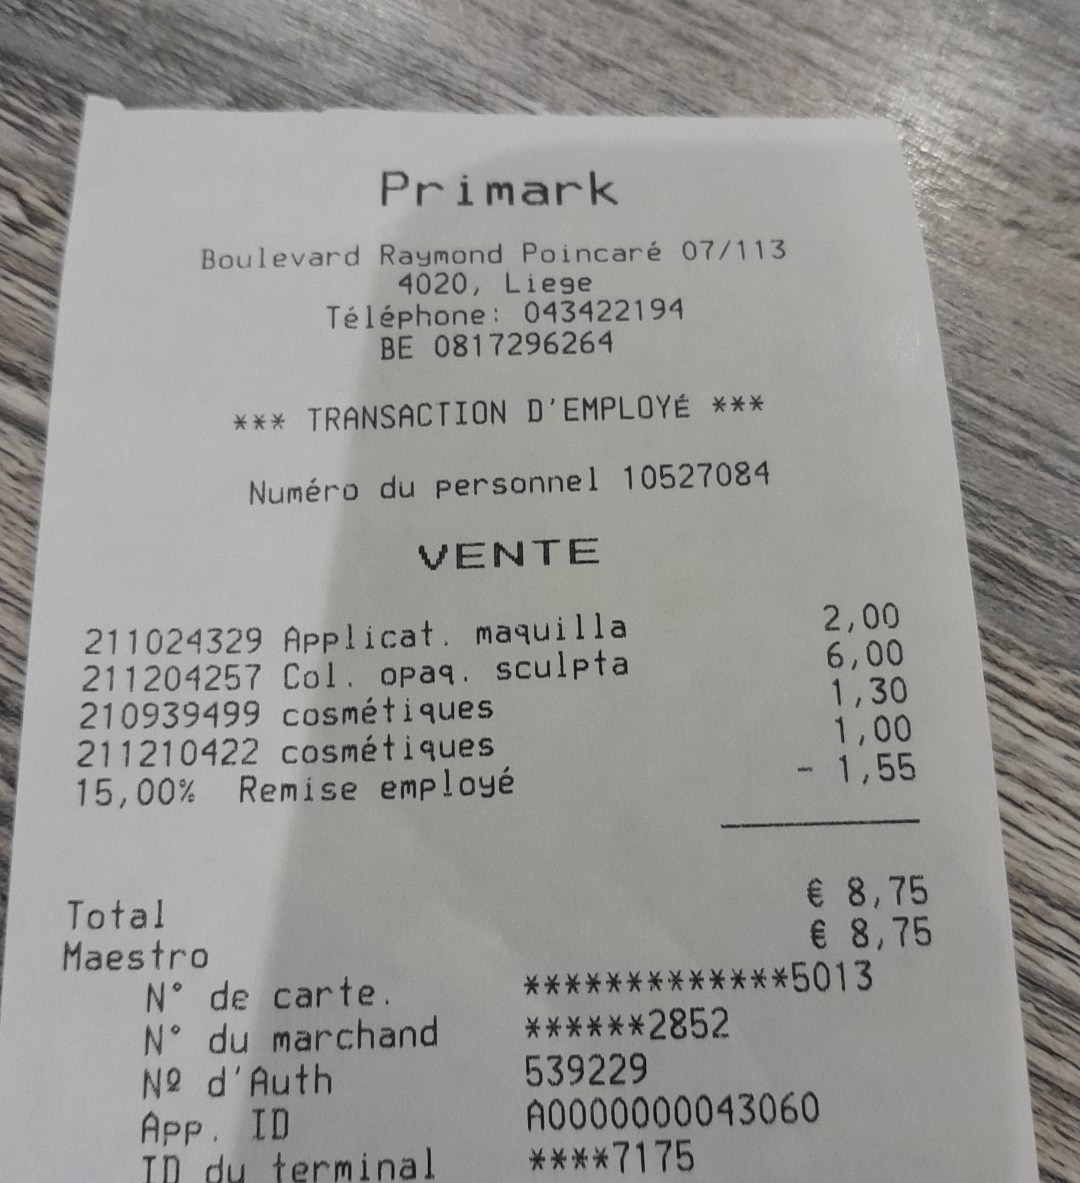 Primark
Boulevard Raymond Poincaré 07/113
4020, Liege
Téléphone: 043422194
BE 0817296264
*** TRANSACTION D'EMPLOYÉ ***
Numéro du personnel 10527084
VENTE
211024329 Applicat. maquilla 2,00
211204257 Col. opaq. sculpta 6,00
210939499 cosmétiques 1,30
211210422 cosmétiques 1,00
15,00% Remise employé - 1,55
Total € 8,75
Maestro € 8,75
N° de carte. *************5013
N° du marchand ******2852
Nº d'Auth 539229
App. ID A0000000043060
ID du terminal ****7175